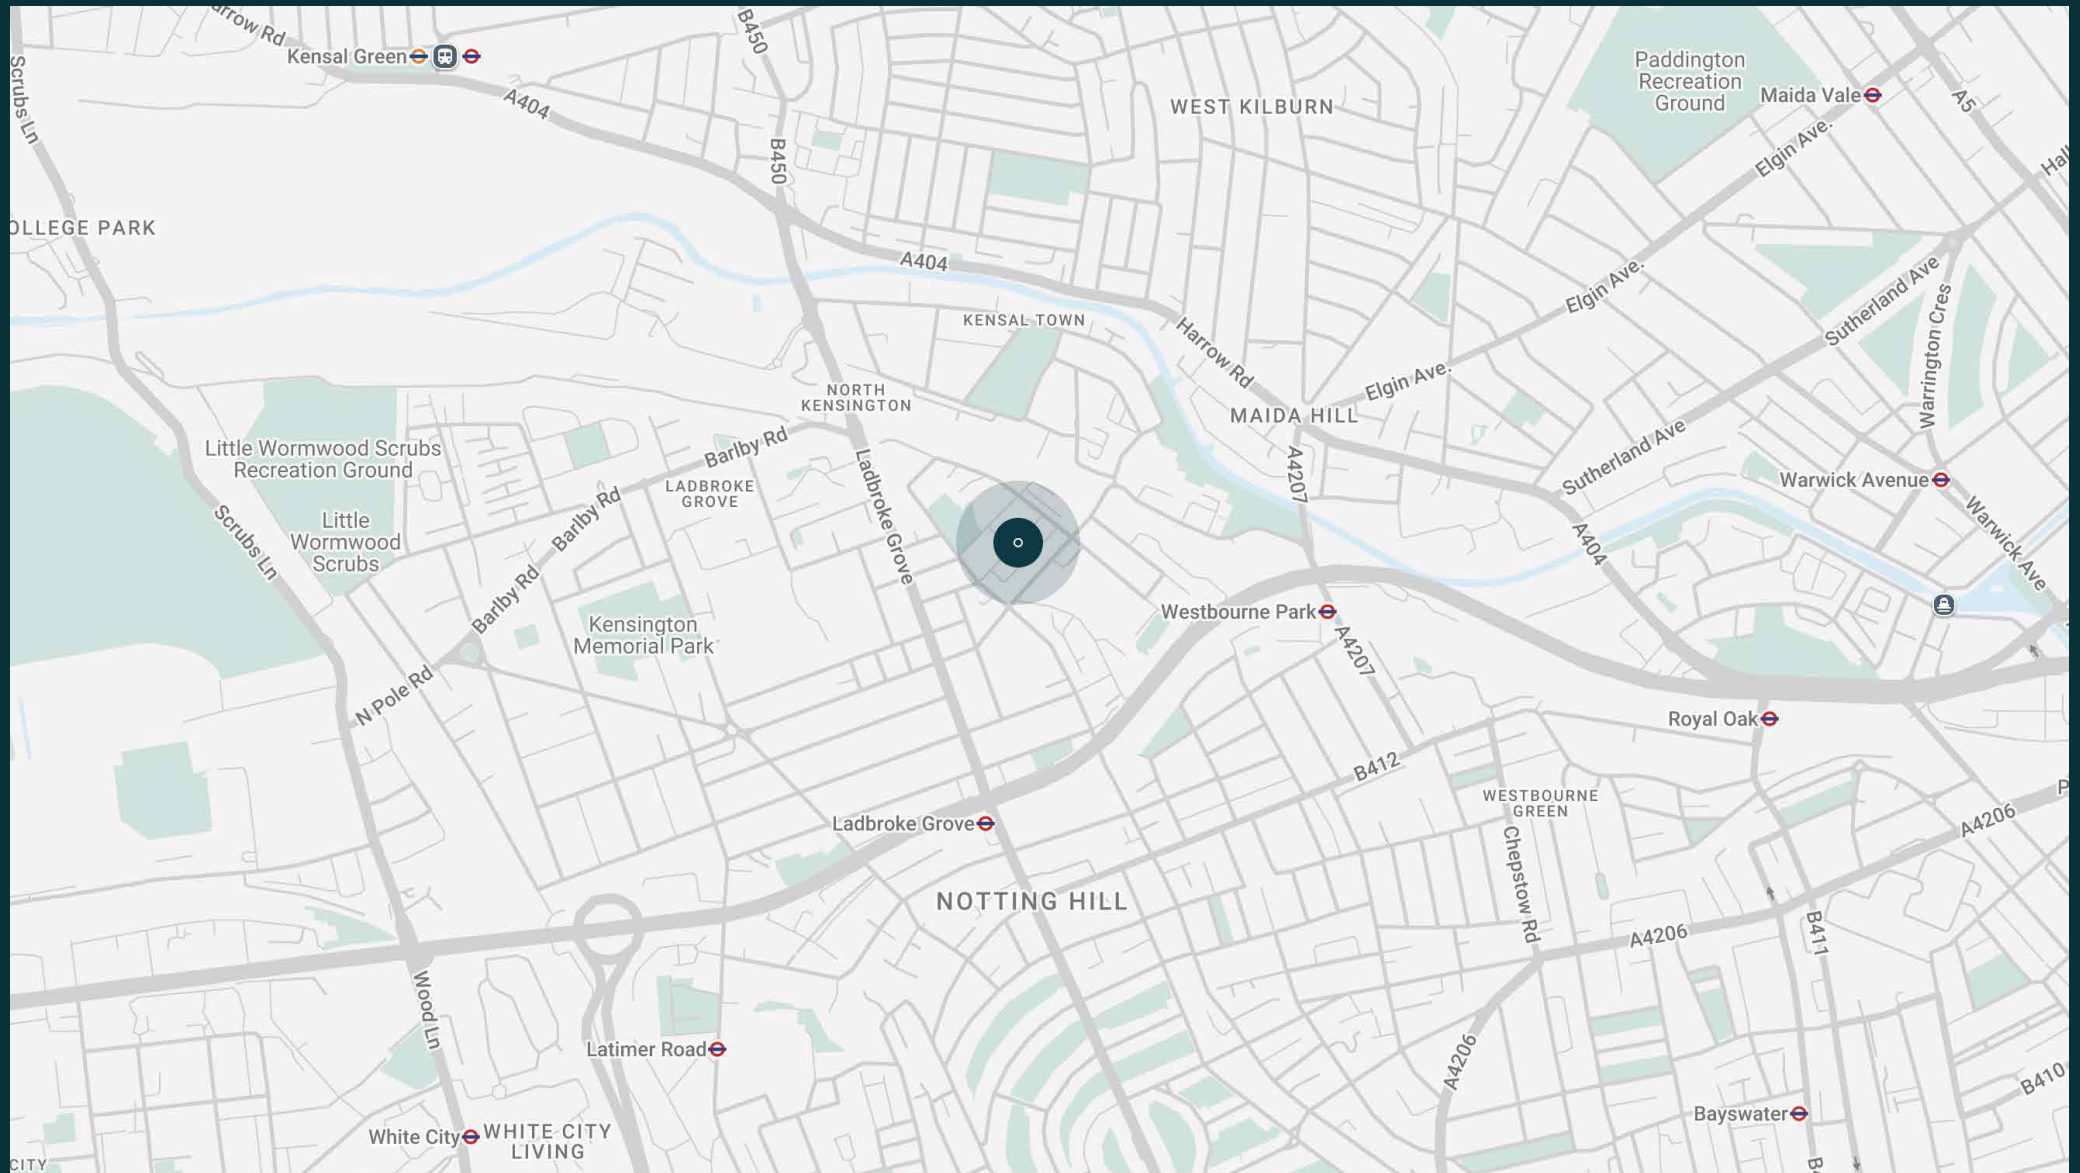 arrow Rd
Kensal Green
Scrubs Ln
A404
B450
B450
WEST KILBURN
Paddington
Recreation
Ground
Maida Vale
A5
Elgin Ave.
Hall
OLLEGE PARK
A404
KENSAL TOWN
Harrow Rd
Elgin Ave.
Sutherland Ave
Warrington Cres
Elgin Ave.
NORTH
KENSINGTON
MAIDA HILL
Little Wormwood Scrubs
Recreation Ground
Barlby Rd
Ladbroke Grove
A4207
Sutherland Ave
Warwick Avenue
LADBROKE
GROVE
Little
Wormwood
Scrubs
Scrubs Ln
Barlby Rd
A404
Warwick Ave
Barlby Rd
Kensington
Memorial Park
Westbourne Park
A4207
N Pole Rd
Royal Oak
B412
WESTBOURNE
GREEN
Ladbroke Grove
P
A4206
Chepstow Rd
NOTTING HILL
A4206
B411
Wood Ln
Latimer Road
A4206
B410
Bayswater
White City
WHITE CITY
LIVING
CITY
B4